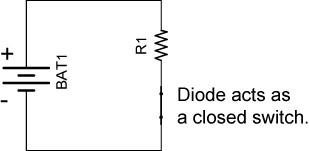 +
R1
BAT1
-
Diode acts as
a closed switch.